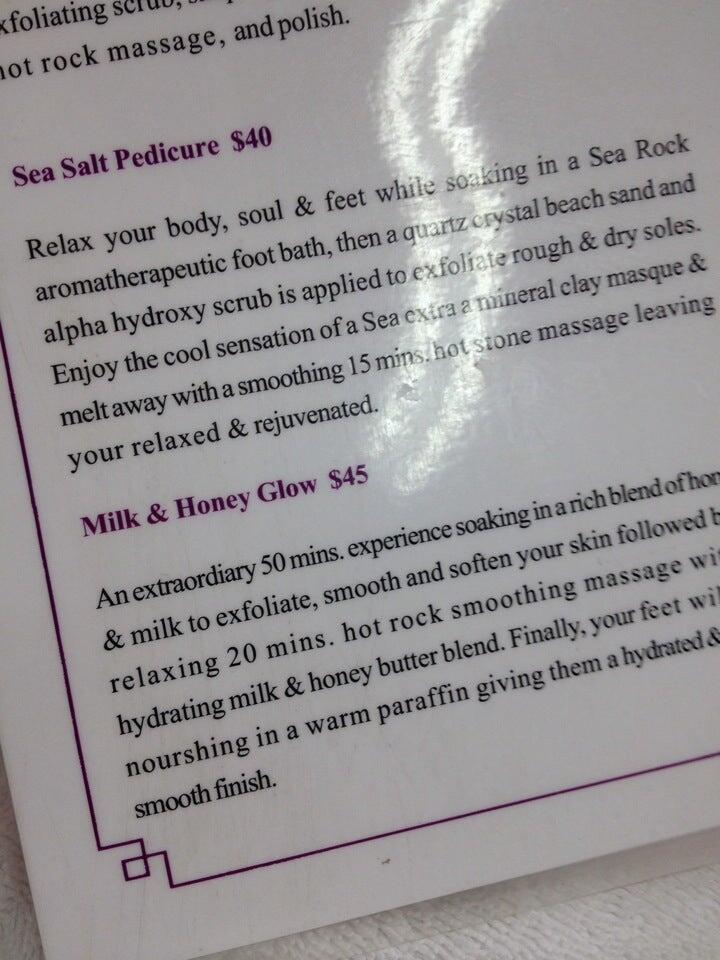 exfoliating scrub,
hot rock massage, and polish.
Sea Salt Pedicure $40
Relax your body, soul & feet while soaking in a Sea Rock
aromatherapeutic foot bath, then a quartz crystal beach sand and
alpha hydroxy scrub is applied to exfoliate rough & dry soles.
Enjoy the cool sensation of a Sea extra a mineral clay masque &
melt away with a smoothing 15 mins. hot stone massage leaving
your relaxed & rejuvenated.
Milk & Honey Glow $45
An extraordiary 50 mins. experience soaking in a rich blend of
& milk to exfoliate, smooth and soften your skin followed
relaxing 20 mins. hot rock smoothing massage
hydrating milk & honey butter blend. Finally, your feet
nourshing in a warm paraffin giving them a hydrated &
smooth finish.